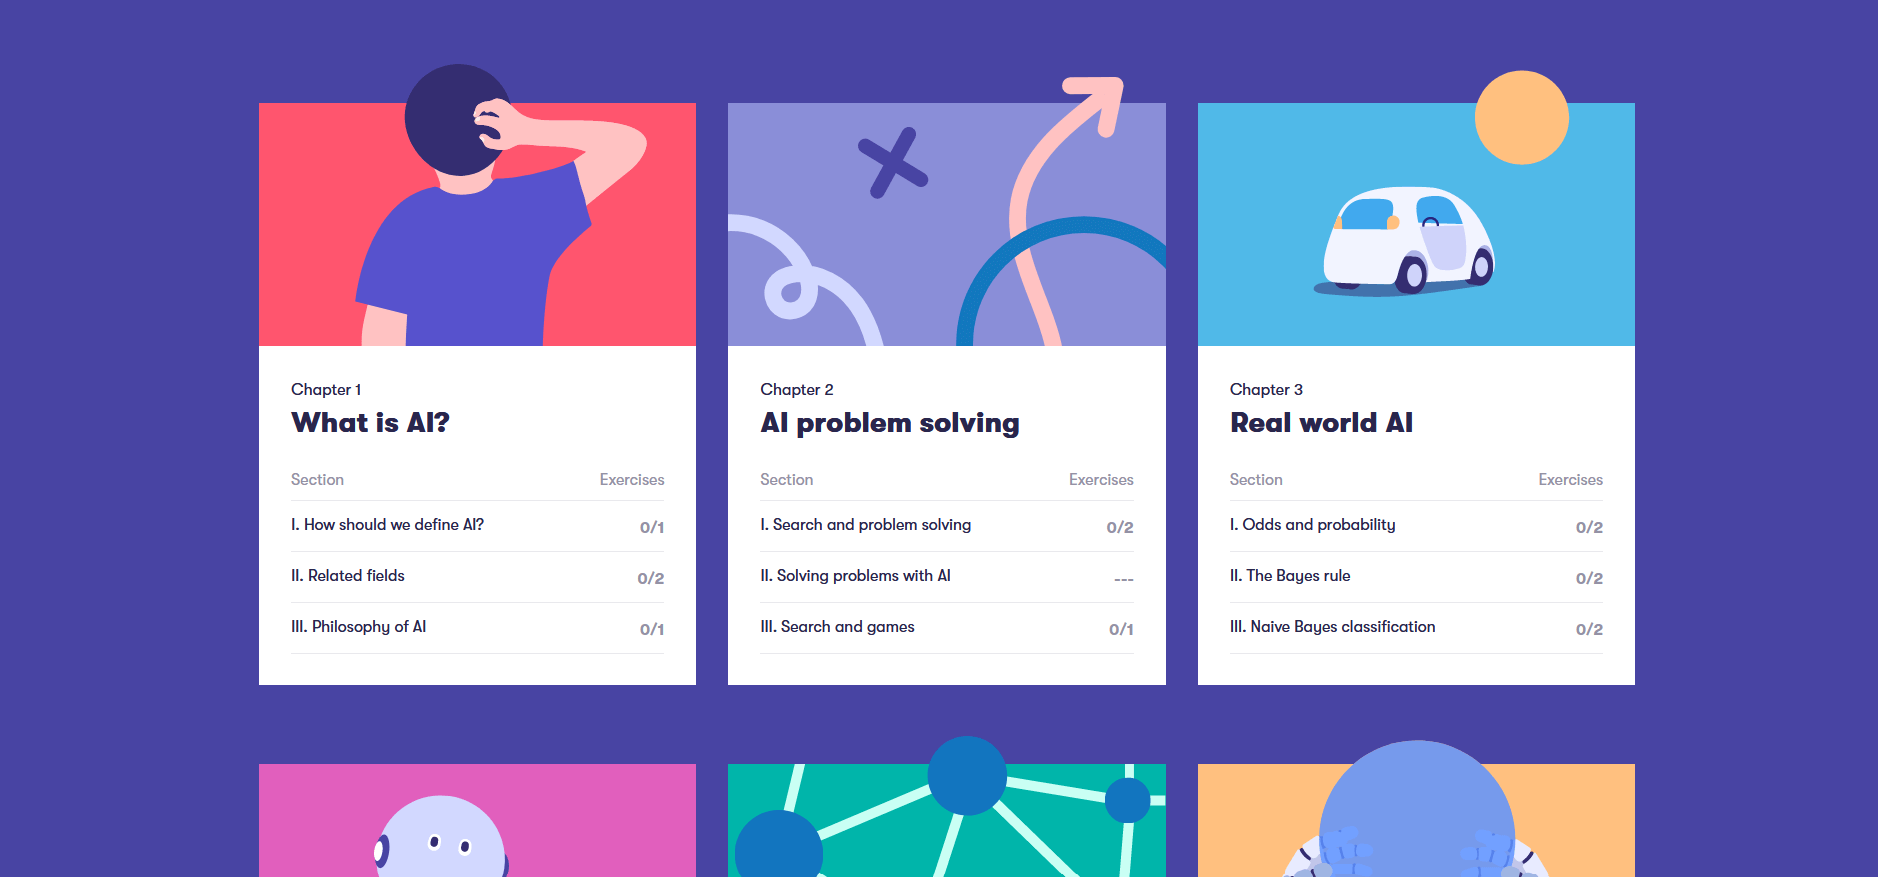 Chapter 1
What is AI?
Section Exercises
I. How should we define AI? 0/1
II. Related fields 0/2
III. Philosophy of AI 0/1
Chapter 2
AI problem solving
Section Exercises
I. Search and problem solving 0/2
II. Solving problems with AI ---
III. Search and games 0/1
Chapter 3
Real world AI
Section Exercises
I. Odds and probability 0/2
II. The Bayes rule 0/2
III. Naive Bayes classification 0/2